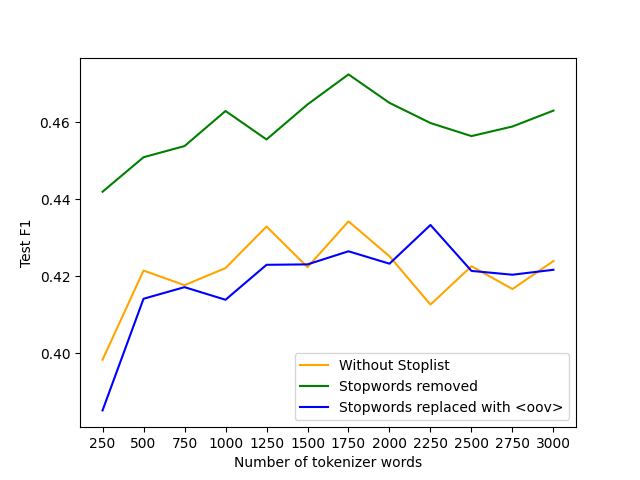 0.46
0.44
0.42
0.40
Test F1
Without Stoplist
Stopwords removed
Stopwords replaced with <oov>
250 500 750 1000 1250 1500 1750 2000 2250 2500 2750 3000
Number of tokenizer words